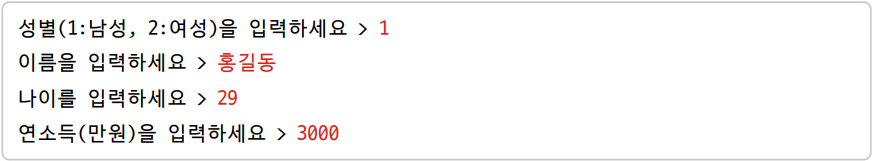 성별(1:남성, 2:여성)을 입력하세요 > 1
이름을 입력하세요 > 홍길동
나이를 입력하세요 > 29
연소득(만원)을 입력하세요 > 3000